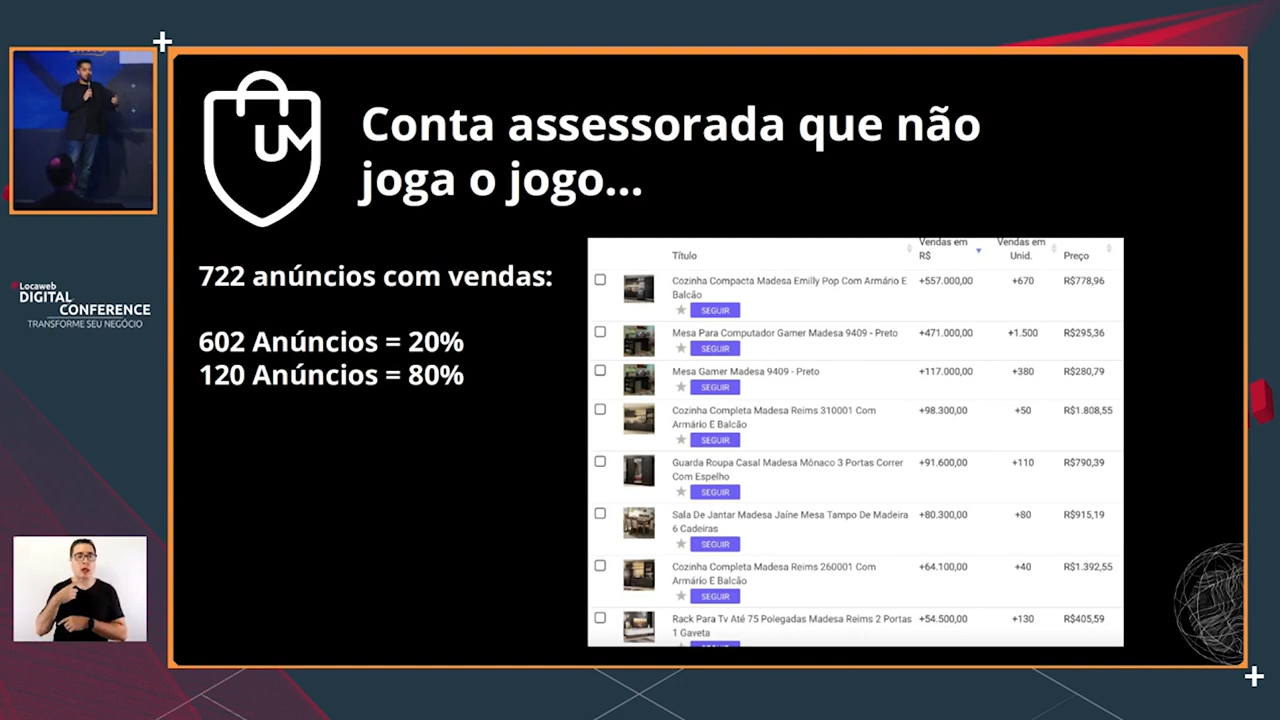 UM
Conta assessorada que não
joga o jogo...
722 anúncios com vendas:
602 Anúncios = 20%
120 Anúncios = 80%
Locaweb
DIGITAL
CONFERENCE
TRANSFORME SEU NEGÓCIO
Título
Vendas em
R$
Vendas em
Unid.
Preço
Cozinha Compacta Madesa Emilly Pop Com Armário E
Balcão
+557.000,00
+670
R$778,96
SEGUIR
Mesa Para Computador Gamer Madesa 9409 - Preto
+471.000,00
+1.500
R$295,36
SEGUIR
Mesa Gamer Madesa 9409 - Preto
+117.000,00
+380
R$280,79
SEGUIR
Cozinha Completa Madesa Reims 310001 Com
Armário E Balcão
+98.300,00
+50
R$1.808,55
SEGUIR
Guarda Roupa Casal Madesa Mônaco 3 Portas Correr
Com Espelho
+91.600,00
+110
R$790,39
SEGUIR
Sala De Jantar Madesa Jaíne Mesa Tampo De Madeira
6 Cadeiras
+80.300,00
+80
R$915,19
SEGUIR
Cozinha Completa Madesa Reims 260001 Com
Armário E Balcão
+64.100,00
+40
R$1.392,55
SEGUIR
Rack Para Tv Até 75 Polegadas Madesa Reims 2 Portas
1 Gaveta
+54.500,00
+130
R$405,59